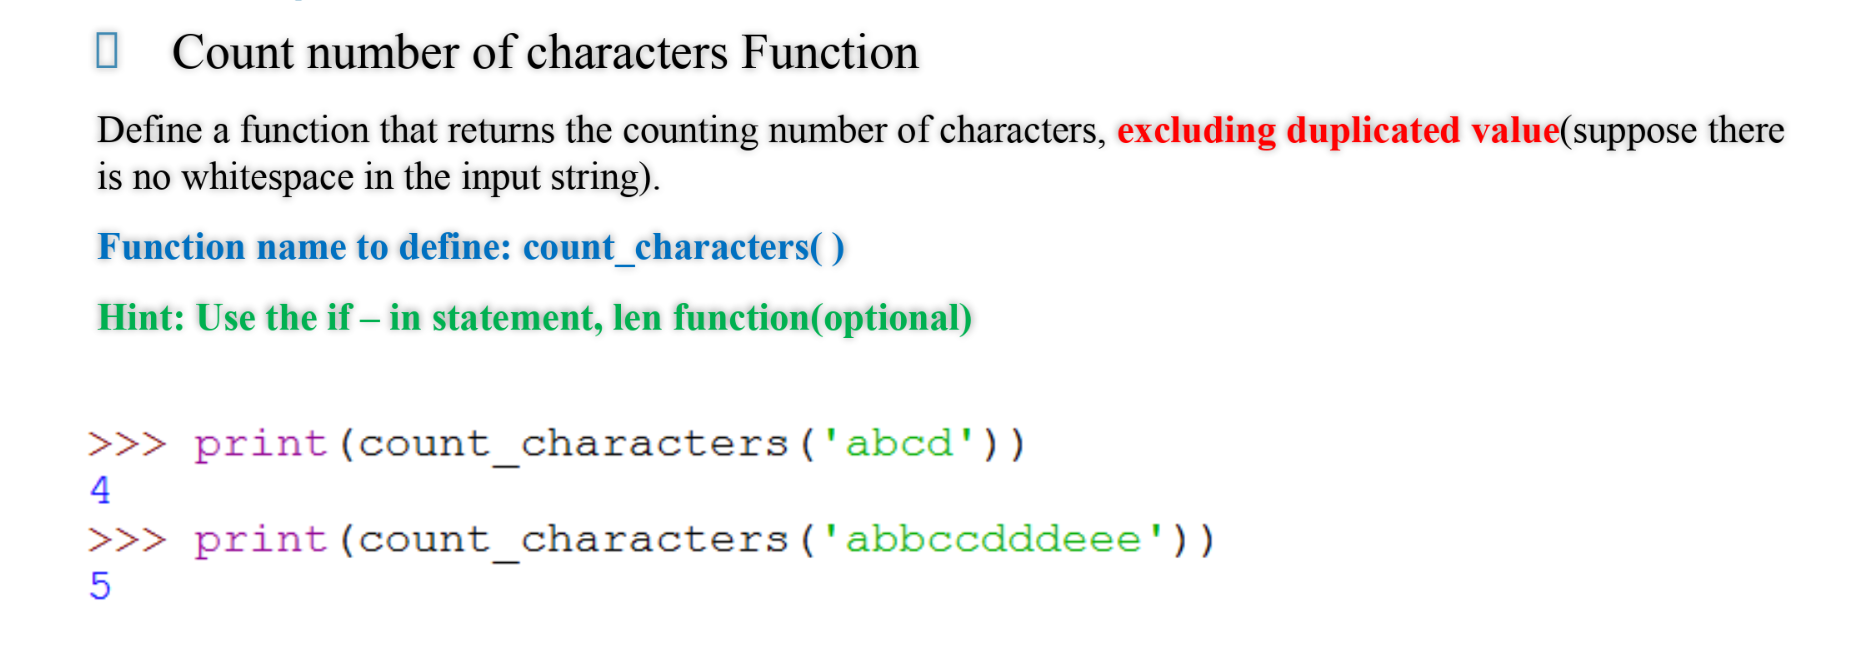 Count number of characters Function
Define a function that returns the counting number of characters, excluding duplicated value(suppose there
is no whitespace in the input string).
Function name to define: count_characters( )
Hint: Use the if – in statement, len function(optional)
>>> print(count_characters('abcd'))
4
>>> print(count_characters('abbccdddeee'))
5